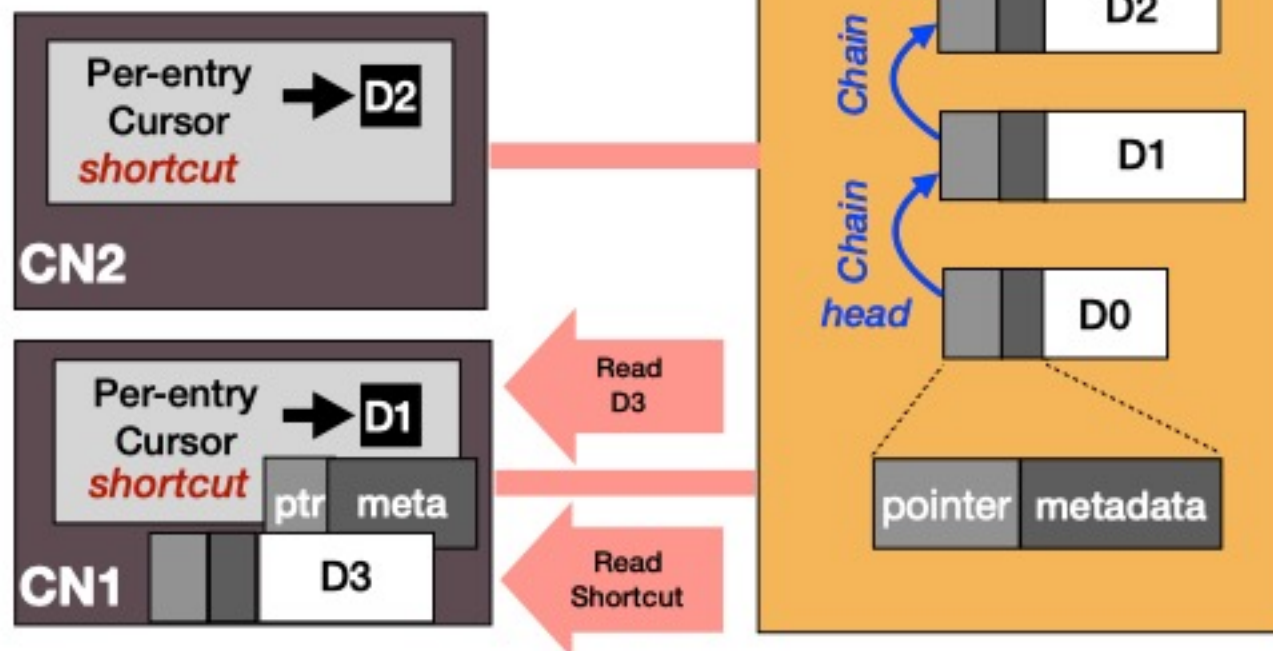 Per-entry
Cursor
shortcut
D2
CN2
Per-entry
Cursor
shortcut
D1
ptr
meta
D3
CN1
Read
D3
Read
Shortcut
D2
Chain
D1
Chain
head
D0
pointer
metadata